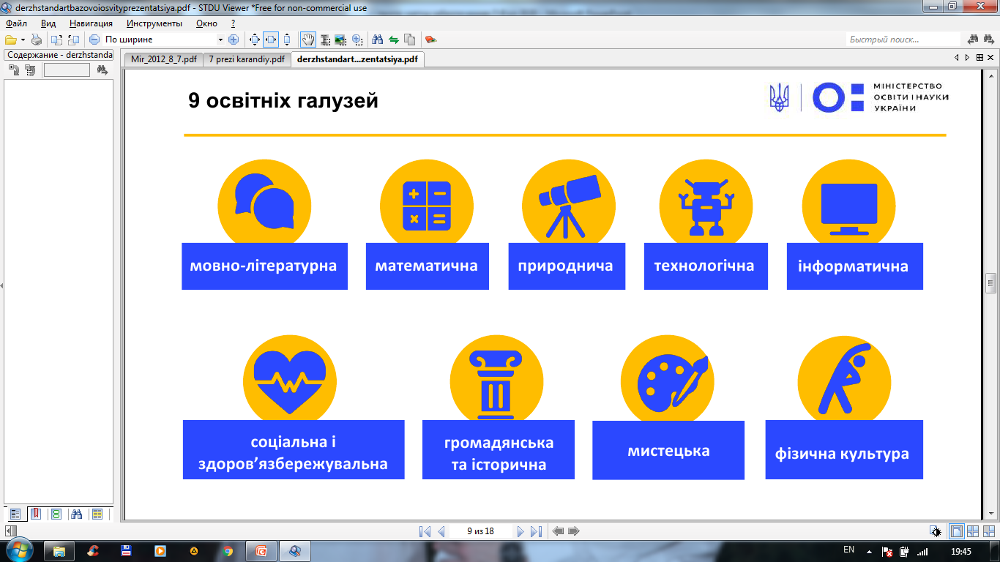 derzhstandartbazovoiosvityprezentatsiya.pdf - STDU Viewer *Free for non-commercial use
Файл Вид Навигация Инструменты Окно ?
По ширине
Быстрый поиск...
Содержание - derzhstanda
Mir_2012_8_7.pdf 7 prezi karandiy.pdf derzhstandart...zentatsiya.pdf
9 освітніх галузей
МІНІСТЕРСТВО
ОСВІТИ І НАУКИ
УКРАЇНИ
мовно-літературна математична природнича технологічна інформатична
соціальна і
здоров’язбережувальна
громадянська
та історична
мистецька
фізична культура
9 из 18
EN
19:45